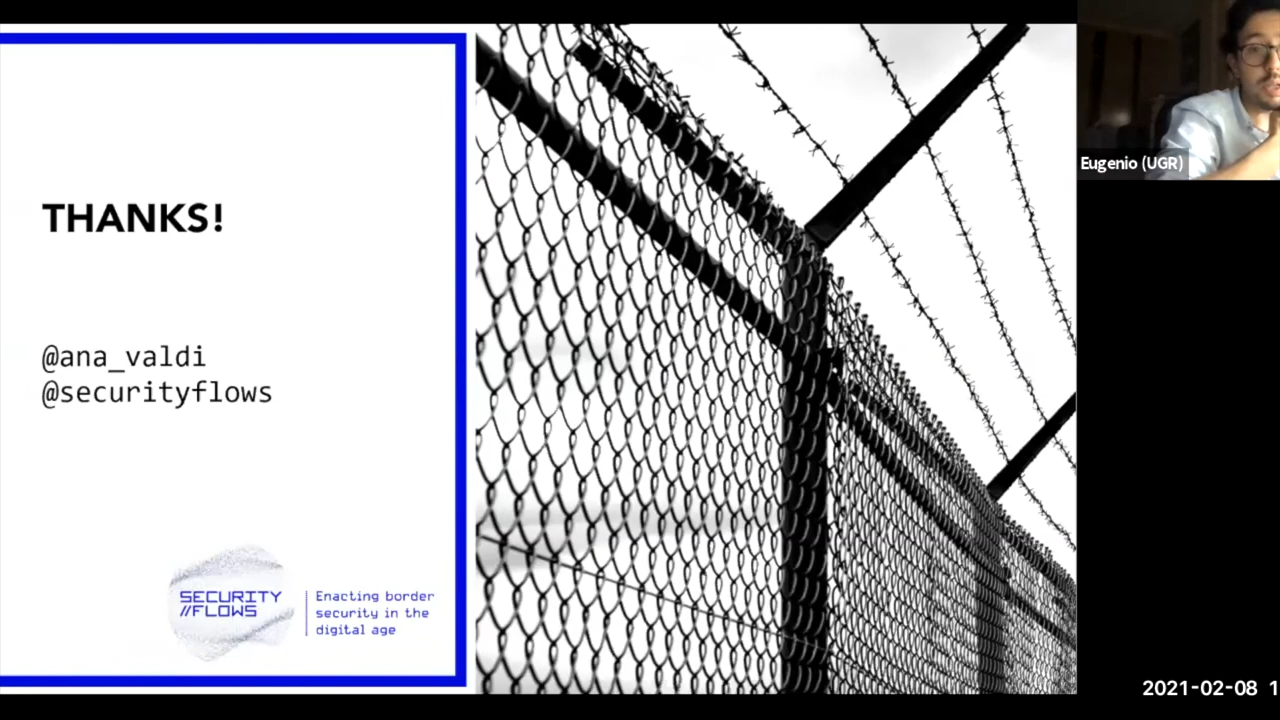 THANKS!
@ana_valdi
@securityflows
SECURITY
//FLOWS
Enacting border
security in the
digital age
Eugenio (UGR)
2021-02-08 1